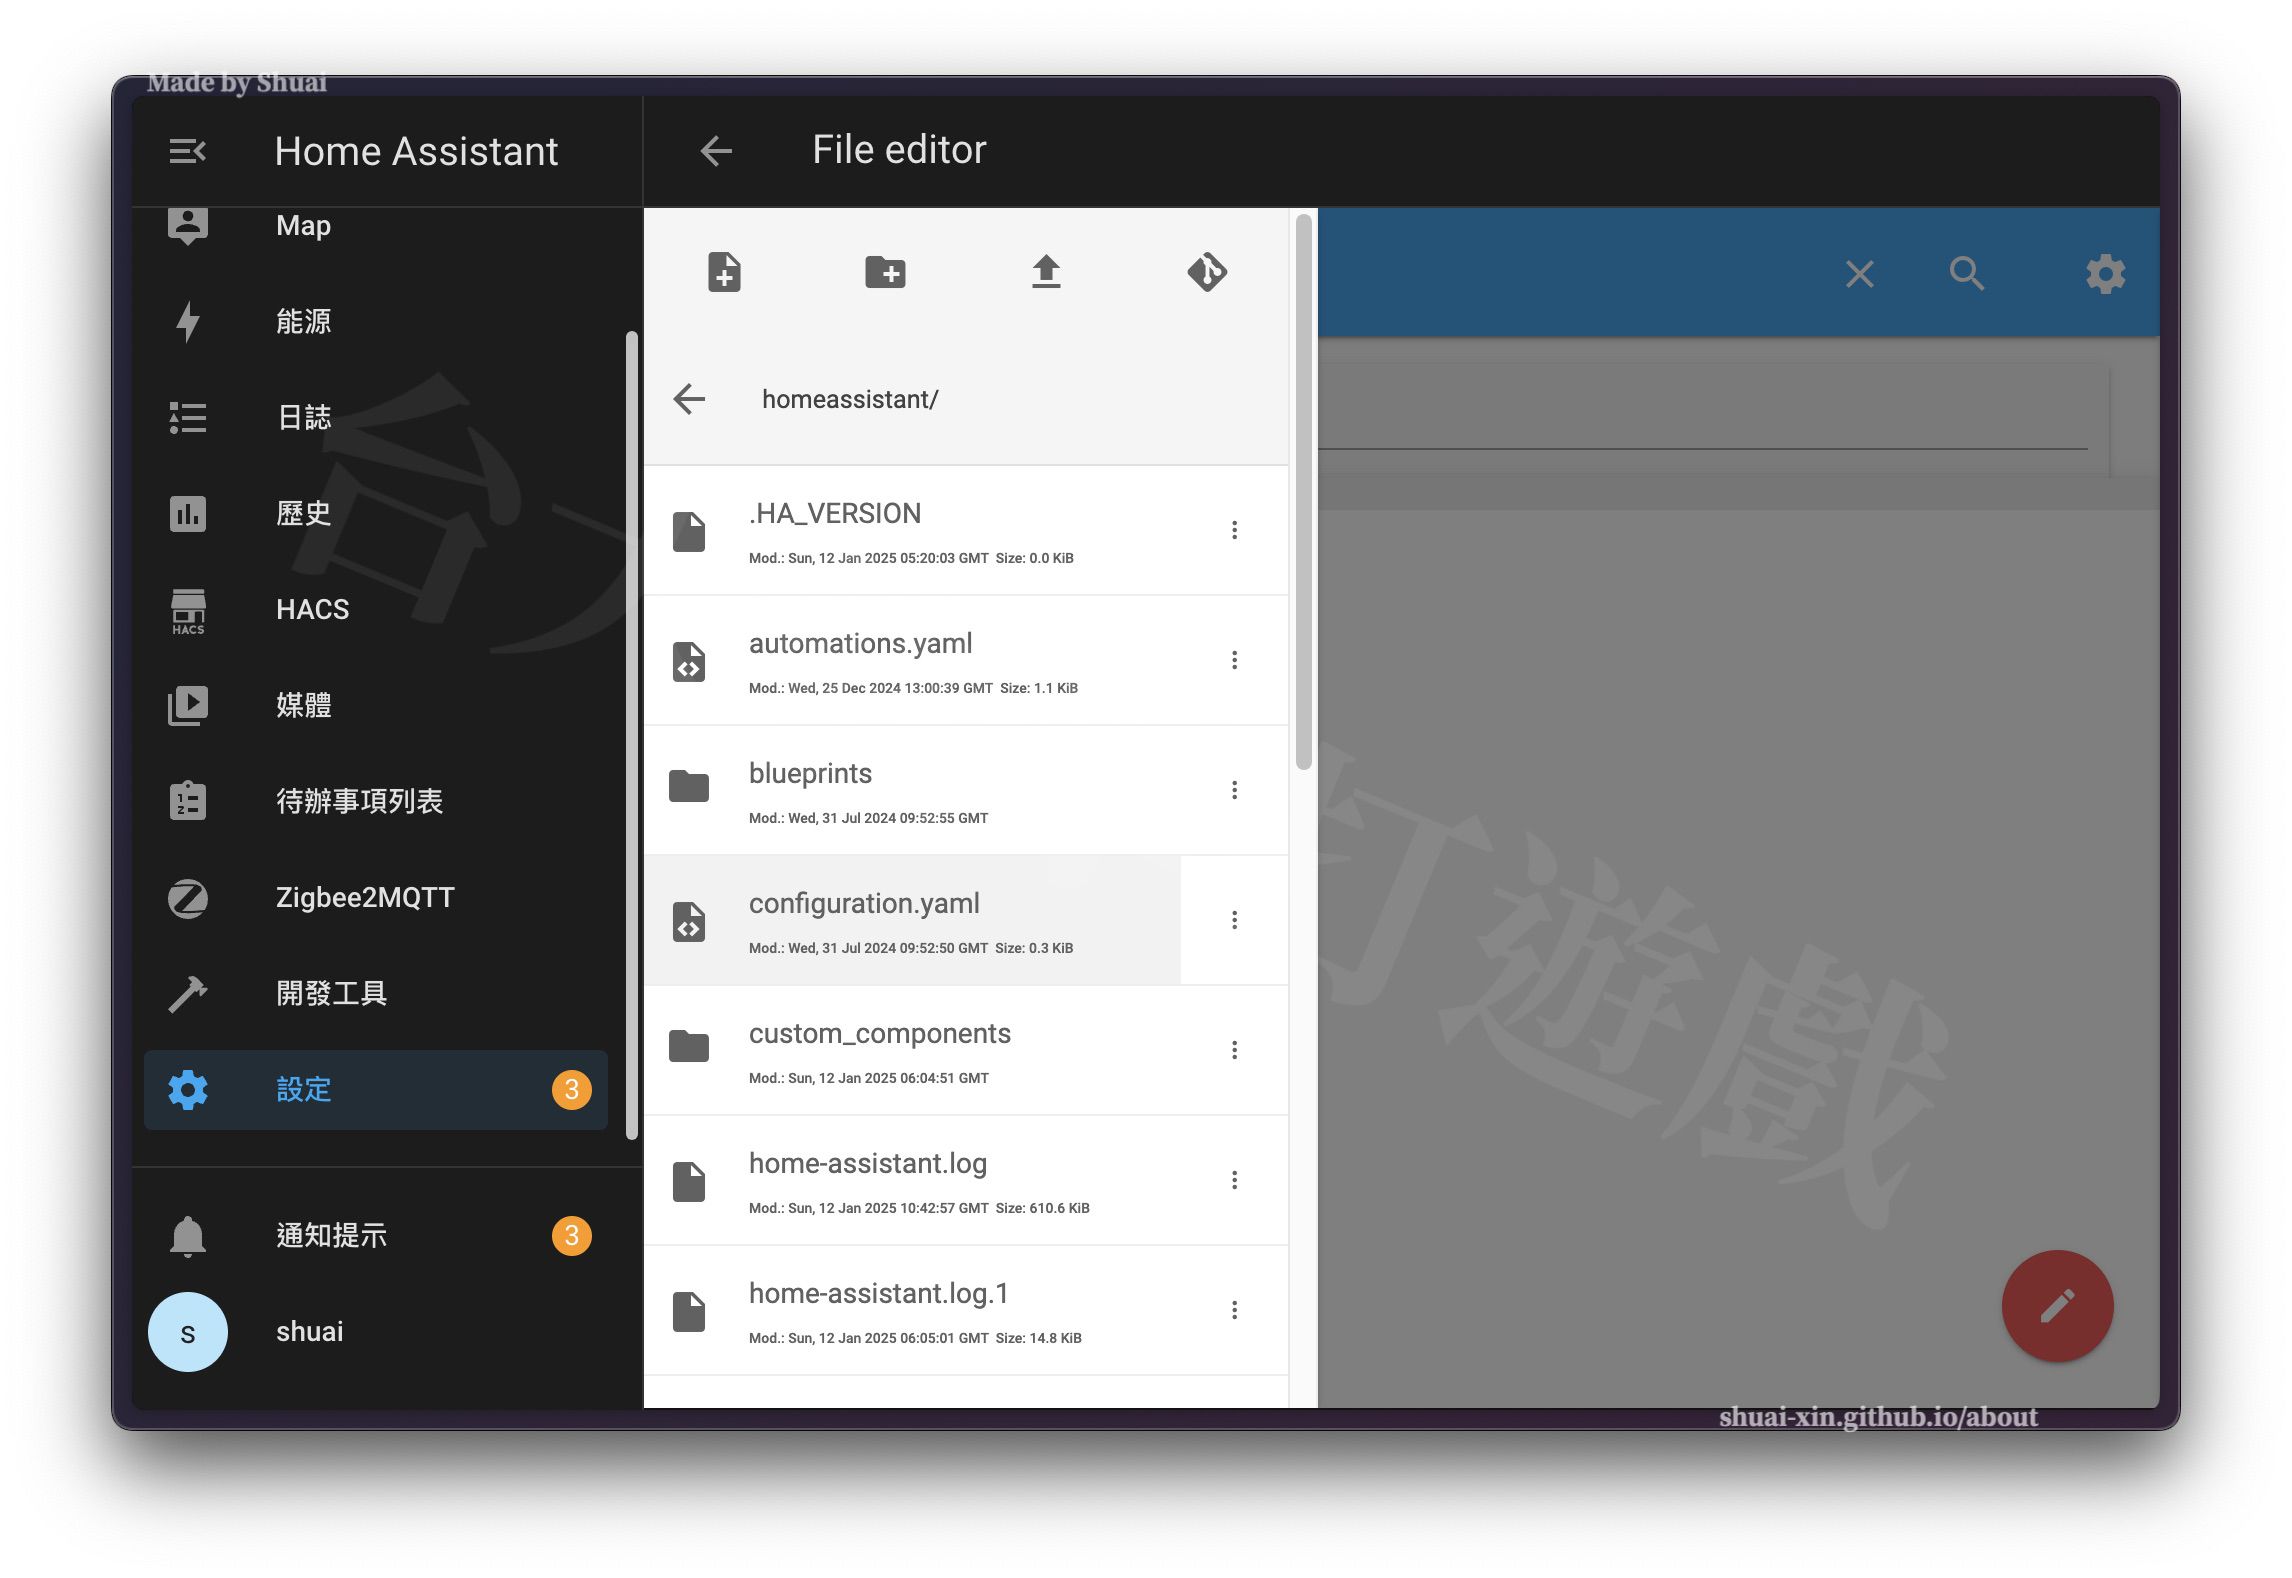 Made by Shuai
Home Assistant
File editor
Map
能源
日誌
歷史
HACS
HACS
媒體
待辦事項列表
Zigbee2MQTT
開發工具
設定
3
通知提示
3
s
shuai
homeassistant/
.HA_VERSION
Mod.: Sun, 12 Jan 2025 05:20:03 GMT Size: 0.0 KiB
automations.yaml
Mod.: Wed, 25 Dec 2024 13:00:39 GMT Size: 1.1 KiB
blueprints
Mod.: Wed, 31 Jul 2024 09:52:55 GMT
configuration.yaml
Mod.: Wed, 31 Jul 2024 09:52:50 GMT Size: 0.3 KiB
custom_components
Mod.: Sun, 12 Jan 2025 06:04:51 GMT
home-assistant.log
Mod.: Sun, 12 Jan 2025 10:42:57 GMT Size: 610.6 KiB
home-assistant.log.1
Mod.: Sun, 12 Jan 2025 06:05:01 GMT Size: 14.8 KiB
台
打遊戲
shuai-xin.github.io/about